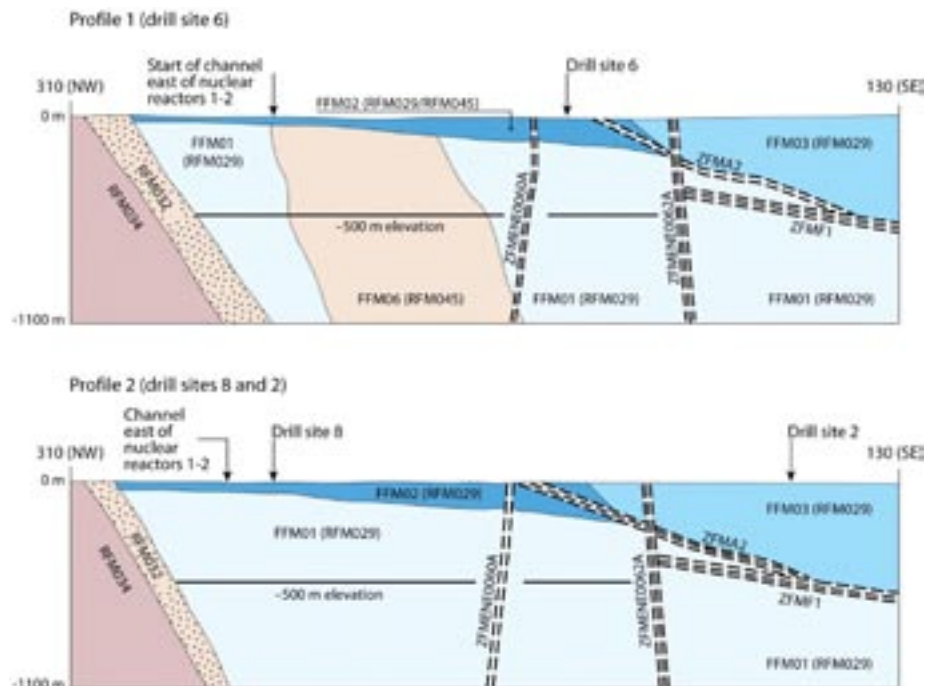 Profile 1 (drill site 6)
Start of channel
east of nuclear
reactors 1-2
Drill site 6
310 (NW)
130 (SE)
0 m
FFM02 (RFM029/RFM045)
FFM01
(RFM029)
FFM03 (RFM029)
ZFMA2
RFM032
RFM034
ZFMENE0060A
ZFMENE0062A
~500 m elevation
ZFMF1
FFM06 (RFM045)
FFM01 (RFM029)
FFM01 (RFM029)
-1100 m
Profile 2 (drill sites 8 and 2)
Channel
east of
nuclear
reactors 1-2
Drill site 8
Drill site 2
310 (NW)
130 (SE)
0 m
FFM02 (RFM029)
FFM03 (RFM029)
FFM01 (RFM029)
ZFMA2
RFM032
RFM034
ZFMENE0060A
ZFMENE0062A
~500 m elevation
ZFMF1
FFM01 (RFM029)
-1100 m